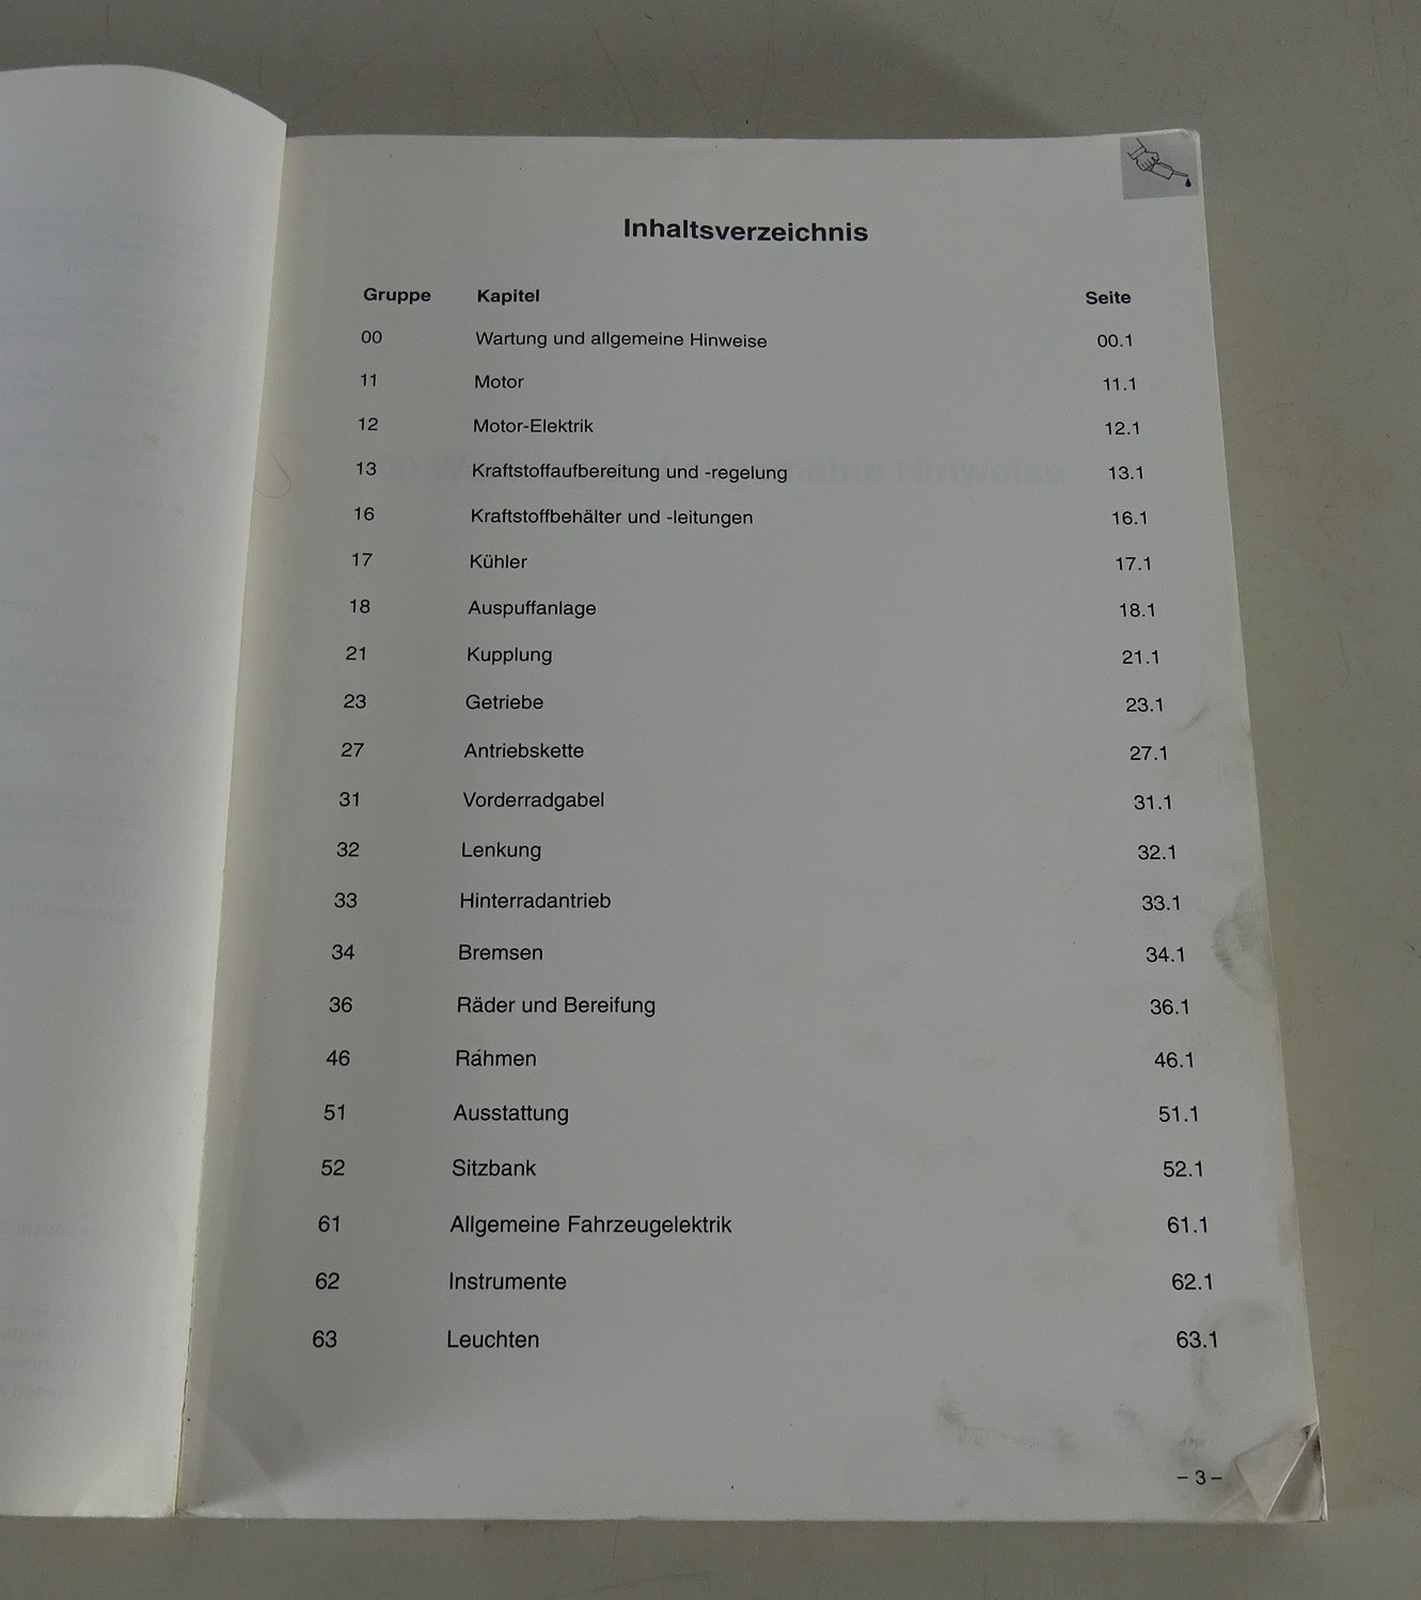 Inhaltsverzeichnis
Gruppe Kapitel Seite
00 Wartung und allgemeine Hinweise 00.1
11 Motor 11.1
12 Motor-Elektrik 12.1
13 Kraftstoffaufbereitung und -regelung 13.1
16 Kraftstoffbehälter und -leitungen 16.1
17 Kühler 17.1
18 Auspuffanlage 18.1
21 Kupplung 21.1
23 Getriebe 23.1
27 Antriebskette 27.1
31 Vorderradgabel 31.1
32 Lenkung 32.1
33 Hinterradantrieb 33.1
34 Bremsen 34.1
36 Räder und Bereifung 36.1
46 Rahmen 46.1
51 Ausstattung 51.1
52 Sitzbank 52.1
61 Allgemeine Fahrzeugelektrik 61.1
62 Instrumente 62.1
63 Leuchten 63.1
– 3 –